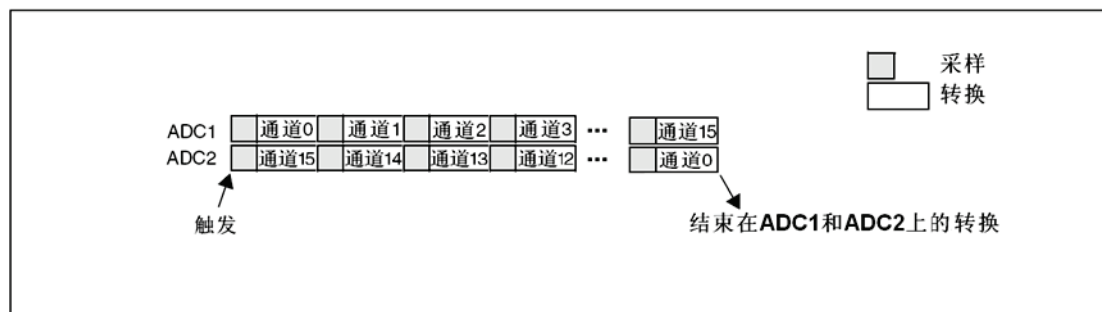 采样
转换
ADC1 通道0 通道1 通道2 通道3 ··· 通道15
ADC2 通道15 通道14 通道13 通道12 ··· 通道0
触发
结束在ADC1和ADC2上的转换